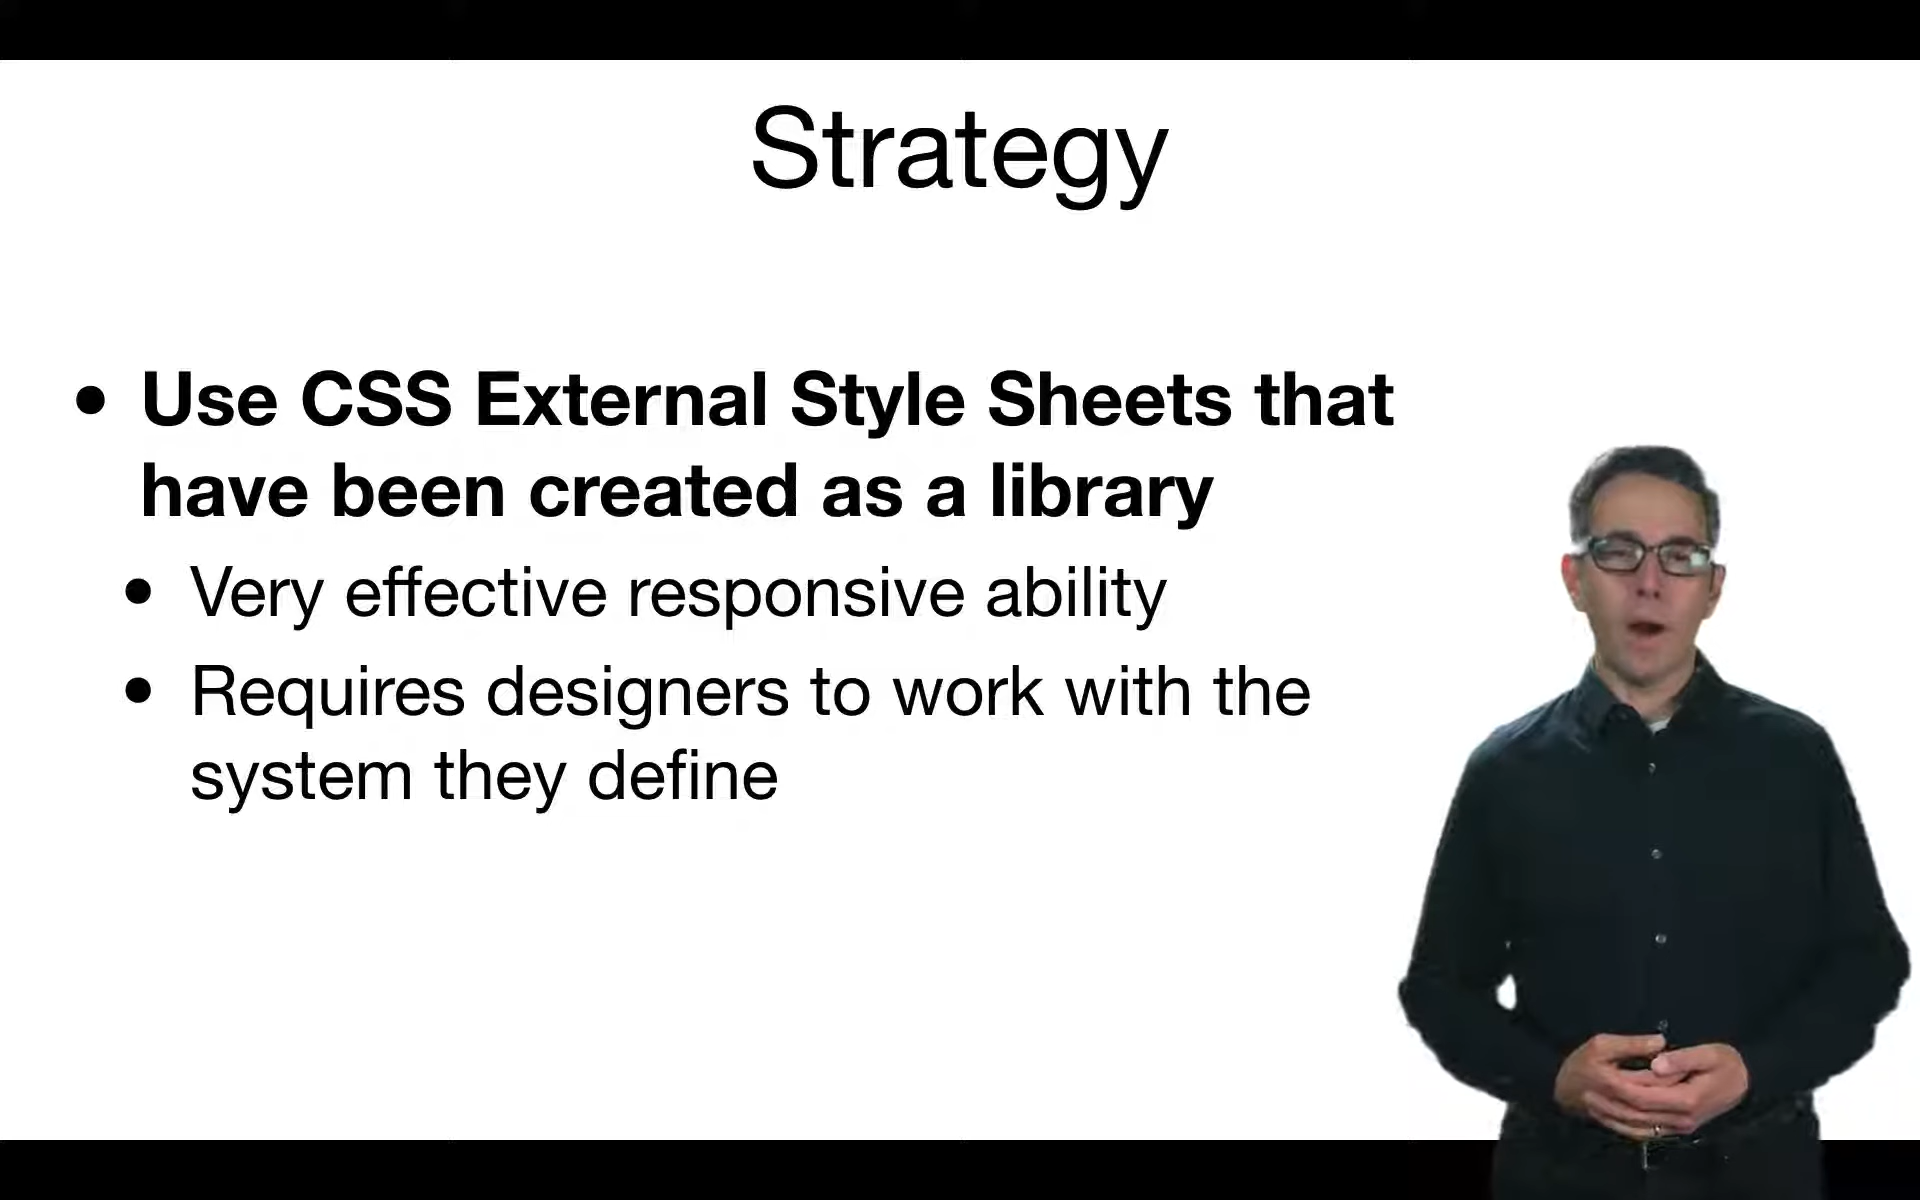 Strategy
• Use CSS External Style Sheets that
have been created as a library
• Very effective responsive ability
• Requires designers to work with the
system they define